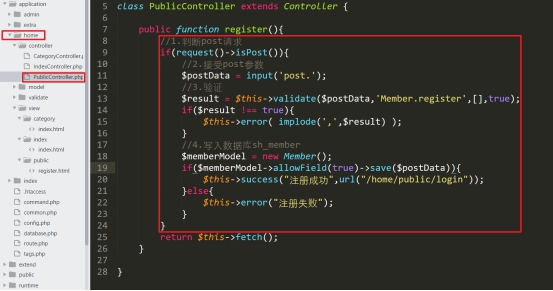 application
admin
extra
home
controller
CategoryController.p
IndexController.php
PublicController.php
model
validate
view
category
index.html
index
index.html
public
register.html
index
.htaccess
command.php
common.php
config.php
database.php
route.php
tags.php
extend
public
runtime
5 class PublicController extends Controller {
6
7 public function register(){
8 //1.判断post请求
9 if(request()->isPost()){
10 //2.接受post参数
11 $postData = input('post.');
12 //3.验证
13 $result = $this->validate($postData,'Member.register',[],true);
14 if($result !== true){
15 $this->error( implode(',',$result) );
16 }
17 //4.写入数据库sh_member
18 $memberModel = new Member();
19 if($memberModel->allowField(true)->save($postData)){
20 $this->success("注册成功",url("/home/public/login"));
21 }else{
22 $this->error("注册失败");
23 }
24 }
25 return $this->fetch();
26 }
27
28 }